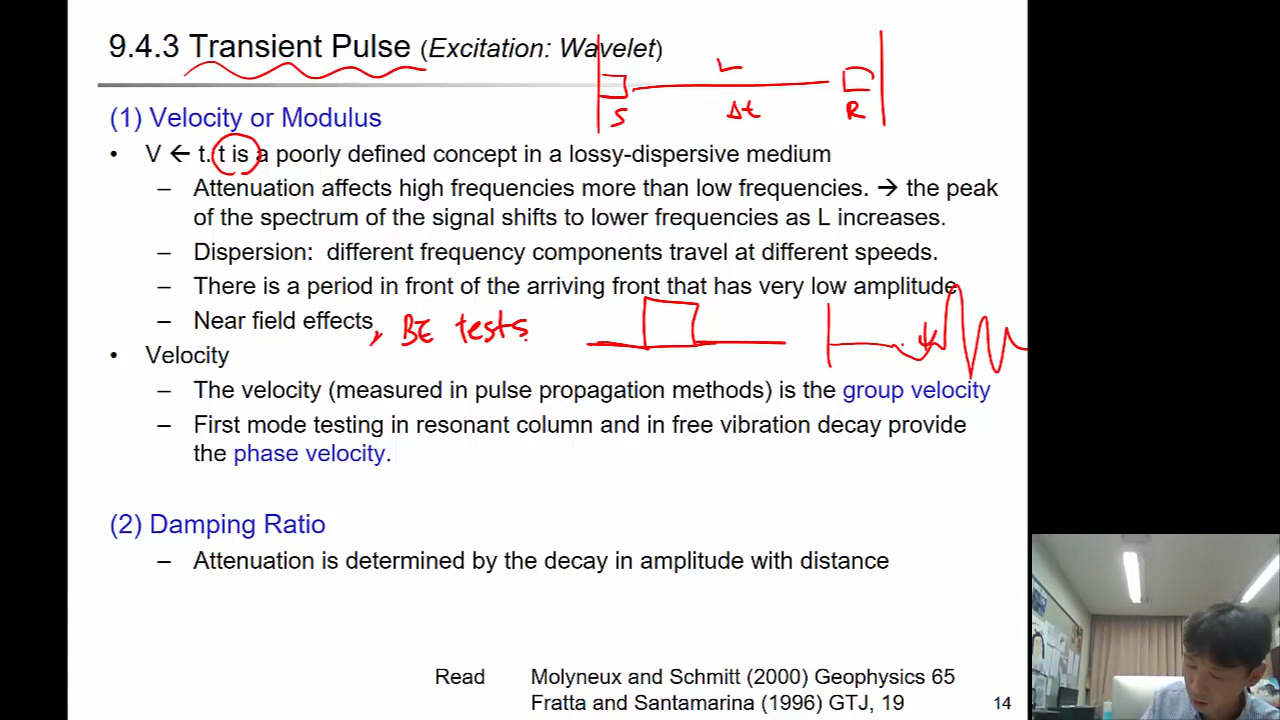 9.4.3 Transient Pulse (Excitation: Wavelet)
L
S
Δt
R
(1) Velocity or Modulus
• V ← t. t is a poorly defined concept in a lossy-dispersive medium
– Attenuation affects high frequencies more than low frequencies. → the peak
of the spectrum of the signal shifts to lower frequencies as L increases.
– Dispersion: different frequency components travel at different speeds.
– There is a period in front of the arriving front that has very low amplitude
– Near field effects, BE tests.
• Velocity
– The velocity (measured in pulse propagation methods) is the group velocity
– First mode testing in resonant column and in free vibration decay provide
the phase velocity.
(2) Damping Ratio
– Attenuation is determined by the decay in amplitude with distance
Read Molyneux and Schmitt (2000) Geophysics 65
Fratta and Santamarina (1996) GTJ, 19
14